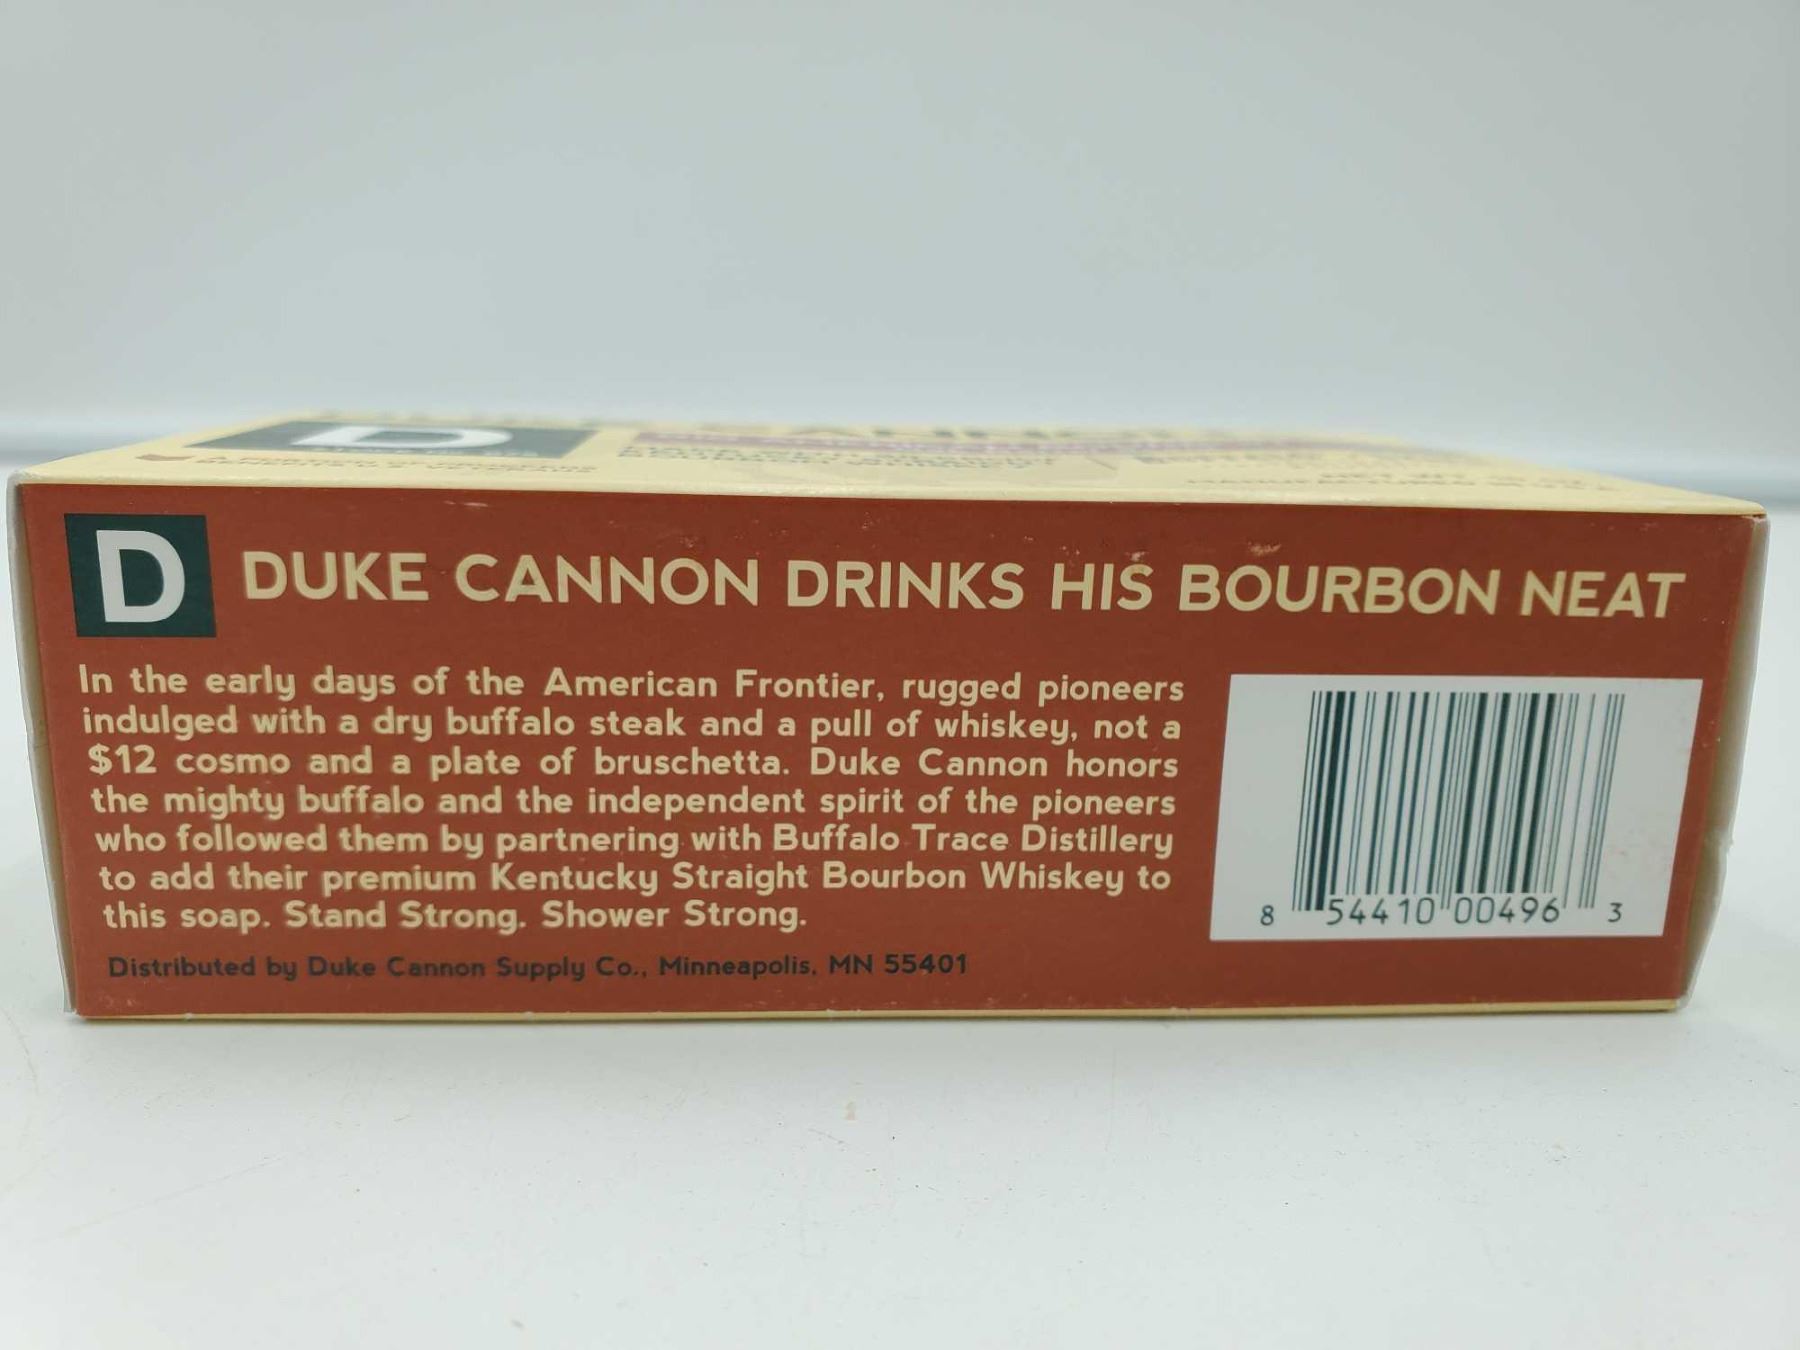 D
D DUKE CANNON DRINKS HIS BOURBON NEAT
In the early days of the American Frontier, rugged pioneers
indulged with a dry buffalo steak and a pull of whiskey, not a
$12 cosmo and a plate of bruschetta. Duke Cannon honors
the mighty buffalo and the independent spirit of the pioneers
who followed them by partnering with Buffalo Trace Distillery
to add their premium Kentucky Straight Bourbon Whiskey to
this soap. Stand Strong. Shower Strong.
Distributed by Duke Cannon Supply Co., Minneapolis, MN 55401
8 54410 00496 3